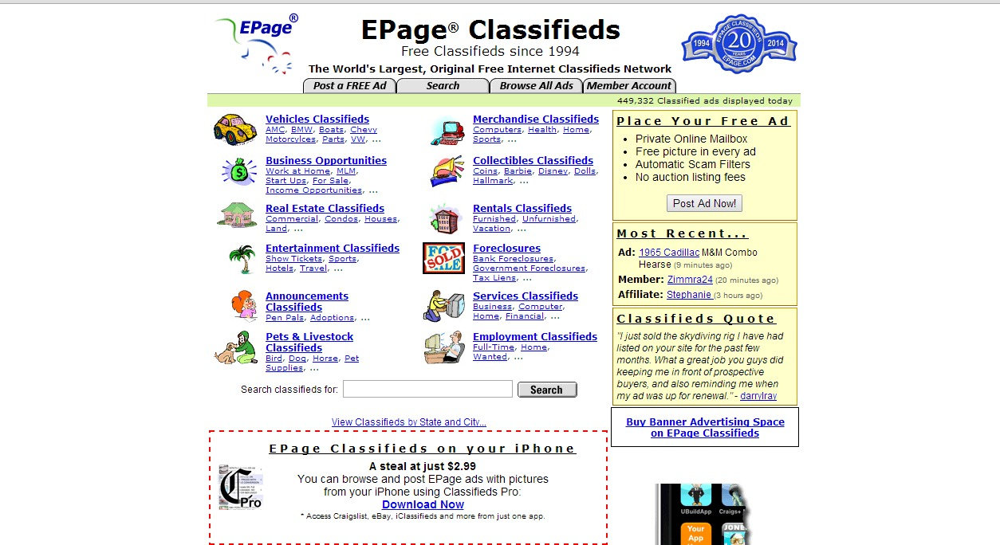 EPage®
EPage® Classifieds
Free Classifieds since 1994
The World's Largest, Original Free Internet Classifieds Network
EPAGE CLASSIFIEDS
1994 20 2014
YEARS
EPAGE.COM
Post a FREE Ad Search Browse All Ads Member Account
449,332 Classified ads displayed today
Vehicles Classifieds
AMC, BMW, Boats, Chevy
Motorcylces, Parts, VW, ...
Merchandise Classifieds
Computers, Health, Home,
Sports, ...
Business Opportunities
Work at Home, MLM,
Start Ups, For Sale,
Income Opportunities, ...
Collectibles Classifieds
Coins, Barbie, Disney, Dolls,
Hallmark, ...
Real Estate Classifieds
Commercial, Condos, Houses,
Land, ...
Rentals Classifieds
Furnished, Unfurnished,
Vacation, ...
Entertainment Classifieds
Show Tickets, Sports,
Hotels, Travel, ...
FOR
SOLD
SALE
Foreclosures
Bank Foreclosures,
Government Foreclosures,
Tax Liens, ...
Announcements
Classifieds
Pen Pals, Adoptions, ...
Services Classifieds
Business, Computer,
Home, Financial, ...
Pets & Livestock
Classifieds
Bird, Dog, Horse, Pet
Supplies, ...
Employment Classifieds
Full-Time, Home,
Wanted, ...
Search classifieds for: Search
View Classifieds by State and City...
Place Your Free Ad
• Private Online Mailbox
• Free picture in every ad
• Automatic Scam Filters
• No auction listing fees
Post Ad Now!
Most Recent...
Ad: 1965 Cadillac M&M Combo
Hearse (9 minutes ago)
Member: Zimmra24 (20 minutes ago)
Affiliate: Stephanie (3 hours ago)
Classifieds Quote
"I just sold the skydiving rig I have had
listed on your site for the past few
months. What a great job you guys did
keeping me in front of prospective
buyers, and also reminding me when
my ad was up for renewal." - darrylray
Buy Banner Advertising Space
on EPage Classifieds
EPage Classifieds on your iPhone
C
Pro
A steal at just $2.99
You can browse and post EPage ads with pictures
from your iPhone using Classifieds Pro:
Download Now
* Access Craigslist, eBay, iClassifieds and more from just one app.
UBuildApp Craigs+
Your
App
JONE